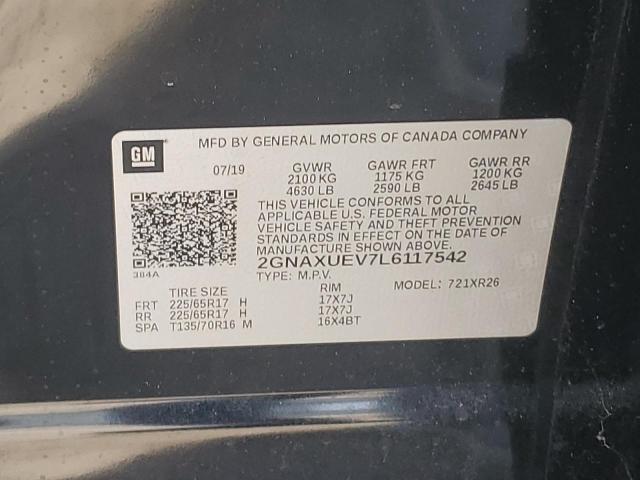 GM
MFD BY GENERAL MOTORS OF CANADA COMPANY
07/19 GVWR GAWR FRT GAWR RR
2100 KG 1175 KG 1200 KG
4630 LB 2590 LB 2645 LB
THIS VEHICLE CONFORMS TO ALL
APPLICABLE U.S. FEDERAL MOTOR
VEHICLE SAFETY AND THEFT PREVENTION
STANDARDS IN EFFECT ON THE DATE OF
MANUFACTURE SHOWN ABOVE.
384A 2GNAXUEV7L6117542
TYPE: M.P.V. MODEL: 721XR26
TIRE SIZE RIM
FRT 225/65R17 H 17X7J
RR 225/65R17 H 17X7J
SPA T135/70R16 M 16X4BT